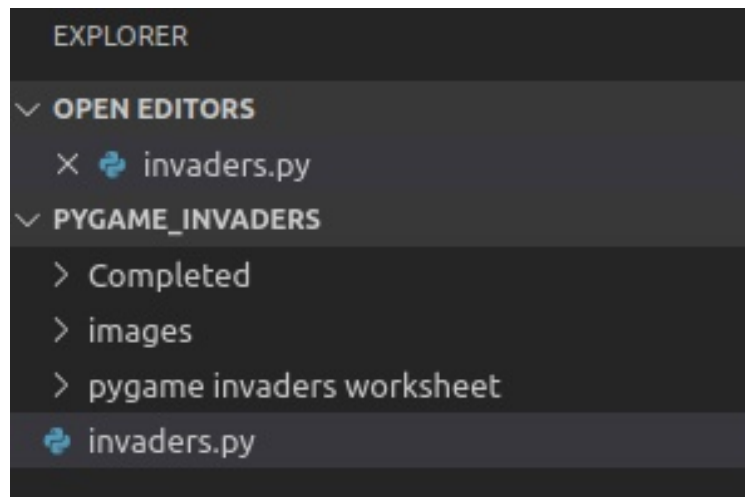 EXPLORER
OPEN EDITORS
invaders.py
PYGAME_INVADERS
Completed
images
pygame invaders worksheet
invaders.py